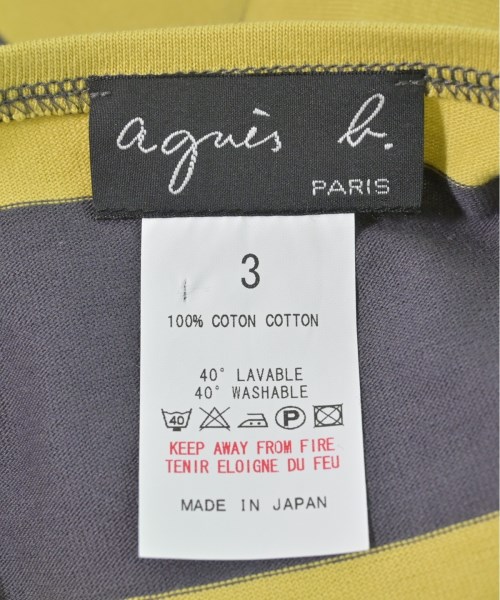 agnès b.
PARIS
3
100% COTON COTTON
40° LAVABLE
40° WASHABLE
40 P
KEEP AWAY FROM FIRE
TENIR ELOIGNE DU FEU
MADE IN JAPAN